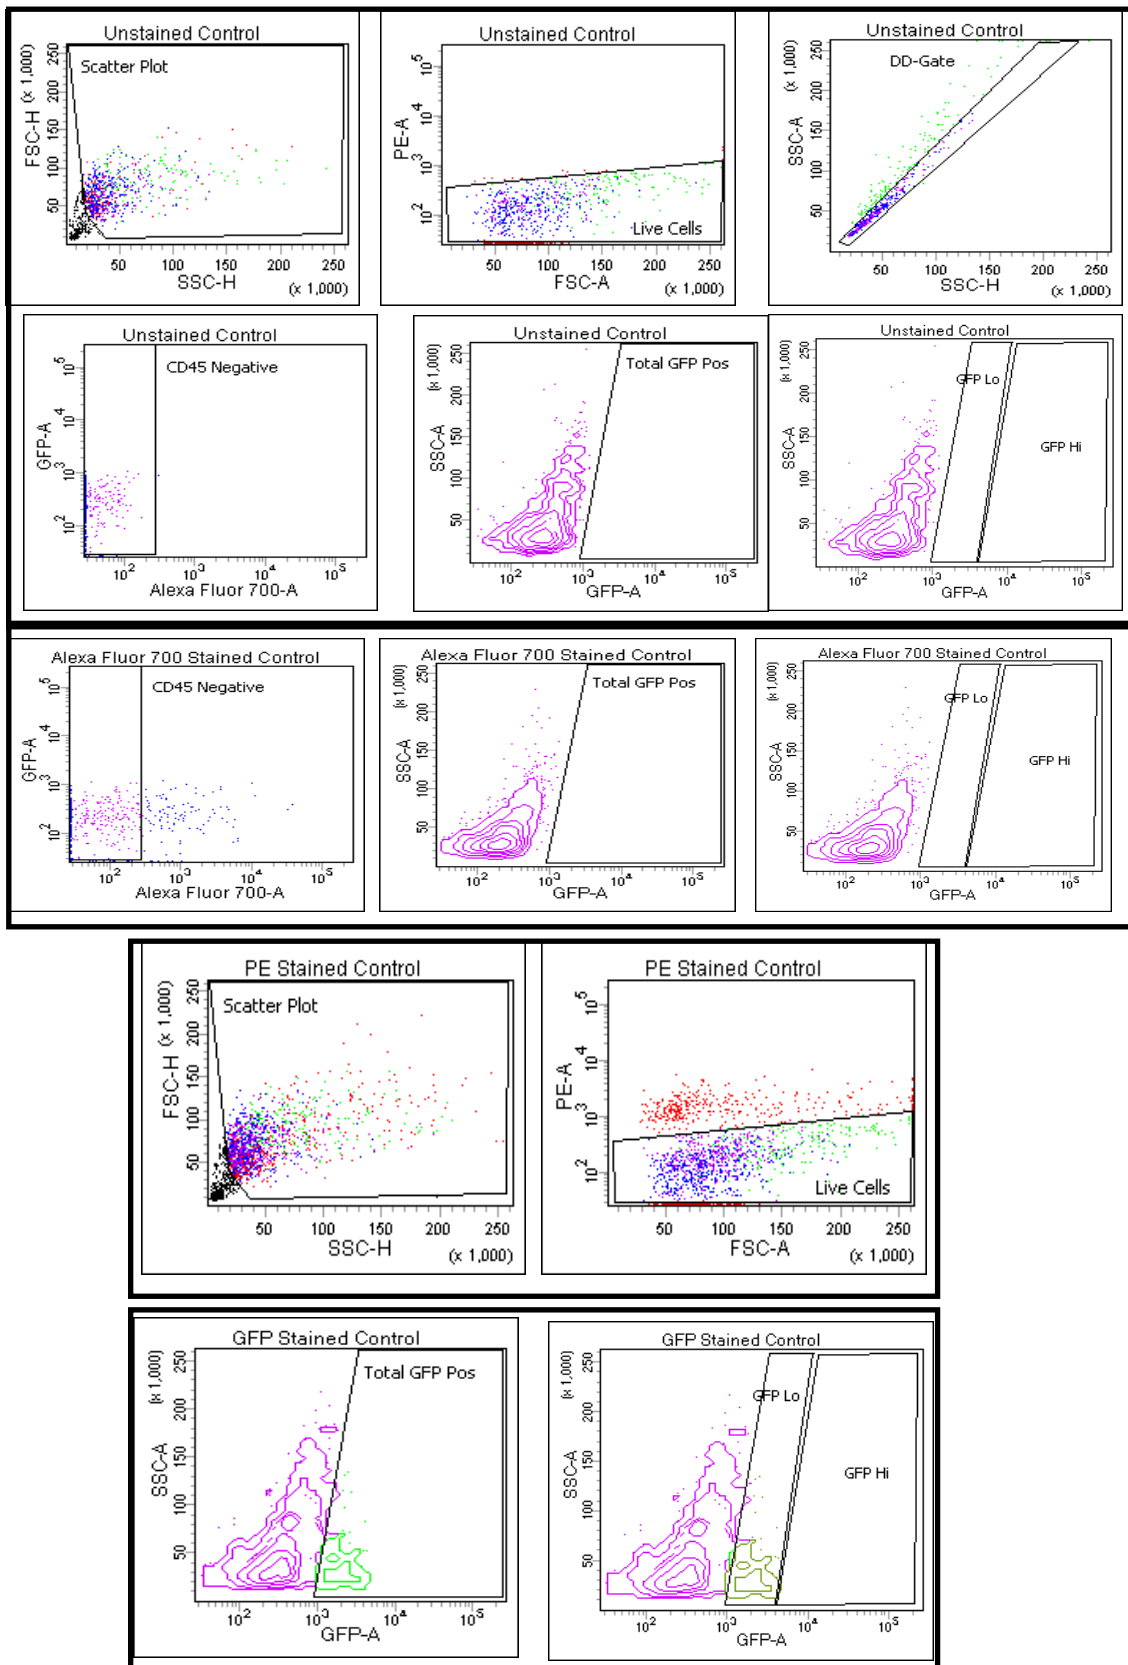 Unstained Control
Scatter Plot
FSC-H (x 1,000)
250
200
150
100
50
50 100 150 200 250
SSC-H
(x 1,000)
Unstained Control
PE-A
10^5
10^4
10^3
10^2
Live Cells
50 100 150 200 250
FSC-A
(x 1,000)
Unstained Control
DD-Gate
(x 1,000)
SSC-A
250
200
150
100
50
50 100 150 200 250
SSC-H
(x 1,000)
Unstained Control
CD45 Negative
GFP-A
10^5
10^4
10^3
10^2
10^2 10^3 10^4 10^5
Alexa Fluor 700-A
Unstained Control
Total GFP Pos
(x 1,000)
SSC-A
250
200
150
100
50
10^2 10^3 10^4 10^5
GFP-A
Unstained Control
GFP Lo
GFP Hi
(x 1,000)
SSC-A
250
200
150
100
50
10^2 10^3 10^4 10^5
GFP-A
Alexa Fluor 700 Stained Control
CD45 Negative
GFP-A
10^5
10^4
10^3
10^2
10^2 10^3 10^4 10^5
Alexa Fluor 700-A
Alexa Fluor 700 Stained Control
Total GFP Pos
(x 1,000)
SSC-A
250
200
150
100
50
10^2 10^3 10^4 10^5
GFP-A
Alexa Fluor 700 Stained Control
GFP Lo
GFP Hi
(x 1,000)
SSC-A
250
200
150
100
50
10^2 10^3 10^4 10^5
GFP-A
PE Stained Control
Scatter Plot
FSC-H (x 1,000)
250
200
150
100
50
50 100 150 200 250
SSC-H
(x 1,000)
PE Stained Control
PE-A
10^5
10^4
10^3
10^2
Live Cells
50 100 150 200 250
FSC-A
(x 1,000)
GFP Stained Control
Total GFP Pos
(x 1,000)
SSC-A
250
200
150
100
50
10^2 10^3 10^4 10^5
GFP-A
GFP Stained Control
GFP Lo
GFP Hi
(x 1,000)
SSC-A
250
200
150
100
50
10^2 10^3 10^4 10^5
GFP-A